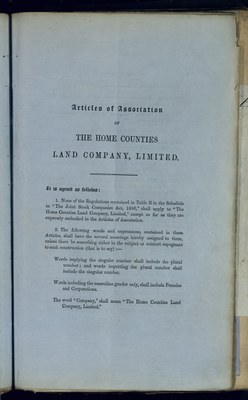 Articles of Association
OF
THE HOME COUNTIES
LAND COMPANY, LIMITED.
It is agreed as follows:
1. None of the Regulations contained in Table B in the Schedule
to "The Joint Stock Companies Act, 1856," shall apply to "The
Home Counties Land Company, Limited," except so far as they are
expressly embodied in the Articles of Association.
2. The following words and expressions, contained in these
Articles, shall have the several meanings hereby assigned to them,
unless there be something either in the subject or context repugnant
to such construction (that is to say):—
Words implying the singular number shall include the plural
number; and words importing the plural number shall
include the singular number.
Words including the masculine gender only, shall include Females
and Corporations.
The word "Company," shall mean "The Home Counties Land
Company, Limited."